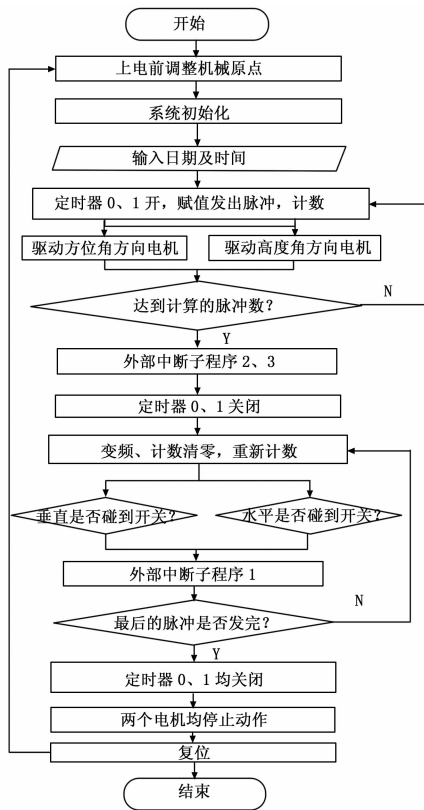 开始
上电前调整机械原点
系统初始化
输入日期及时间
定时器 0、1 开，赋值发出脉冲，计数
驱动方位角方向电机
驱动高度角方向电机
达到计算的脉冲数？
N
Y
外部中断子程序 2、3
定时器 0、1 关闭
变频、计数清零，重新计数
垂直是否碰到开关？
水平是否碰到开关？
外部中断子程序 1
最后的脉冲是否发完？
N
Y
定时器 0、1 均关闭
两个电机均停止动作
复位
结束